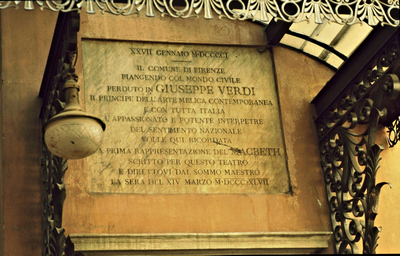 XXVII GENNAIO MDCCCCI
IL COMUNE DI FIRENZE
PIANGENDO COL MONDO CIVILE
PERDUTO IN GIUSEPPE VERDI
IL PRINCIPE DELL'ARTE MELICA CONTEMPORANEA
E CON TUTTA ITALIA
L'APPASSIONATO E POTENTE INTERPRETE
DEL SENTIMENTO NAZIONALE
VOLLE QUI RICORDATA
LA PRIMA RAPPRESENTAZIONE DEL MACBETH
SCRITTO PER QUESTO TEATRO
E DIRETTOVI DAL SOMMO MAESTRO
LA SERA DEL XIV MARZO MDCCCXLVII